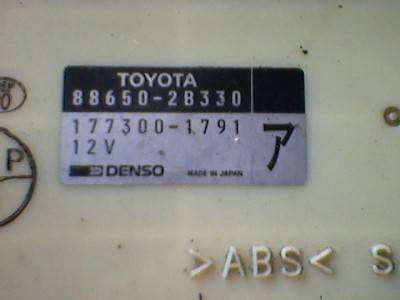 TOYOTA
88650-2B330
177300-1791
ア
12V
DENSO MADE IN JAPAN
P
>ABS< S